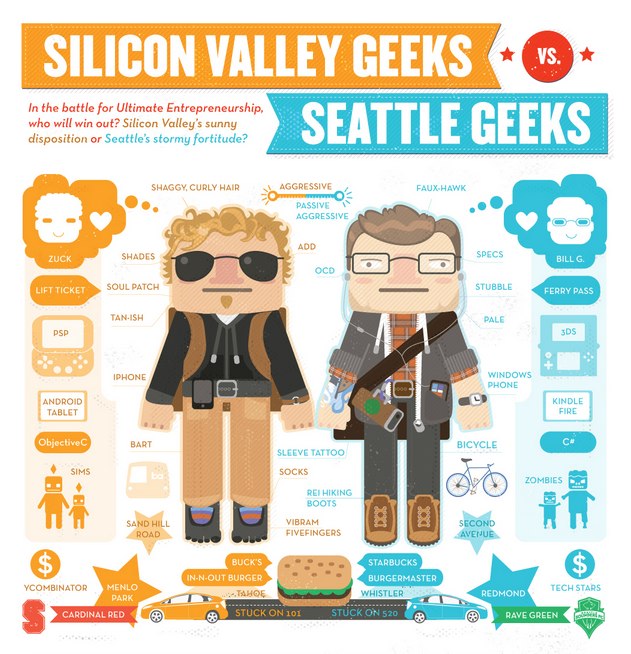 SILICON VALLEY GEEKS
VS.
SEATTLE GEEKS
In the battle for Ultimate Entrepreneurship,
who will win out? Silicon Valley's sunny
disposition or Seattle's stormy fortitude?
SHAGGY, CURLY HAIR
AGGRESSIVE
PASSIVE
AGGRESSIVE
FAUX-HAWK
ZUCK
BILL G.
SHADES
ADD
OCD
SPECS
LIFT TICKET
SOUL PATCH
STUBBLE
FERRY PASS
TAN-ISH
PALE
PSP
3DS
IPHONE
WINDOWS
PHONE
ANDROID
TABLET
KINDLE
FIRE
ObjectiveC
BART
SLEEVE TATTOO
BICYCLE
C#
SIMS
SOCKS
ZOMBIES
REI HIKING
BOOTS
SAND HILL
ROAD
VIBRAM
FIVEFINGERS
SECOND
AVENUE
$
YCOMBINATOR
MENLO
PARK
BUCK'S
IN-N-OUT BURGER
TAHOE
STARBUCKS
BURGERMASTER
WHISTLER
REDMOND
$
TECH STARS
S
CARDINAL RED
STUCK ON 101
STUCK ON 520
RAVE GREEN